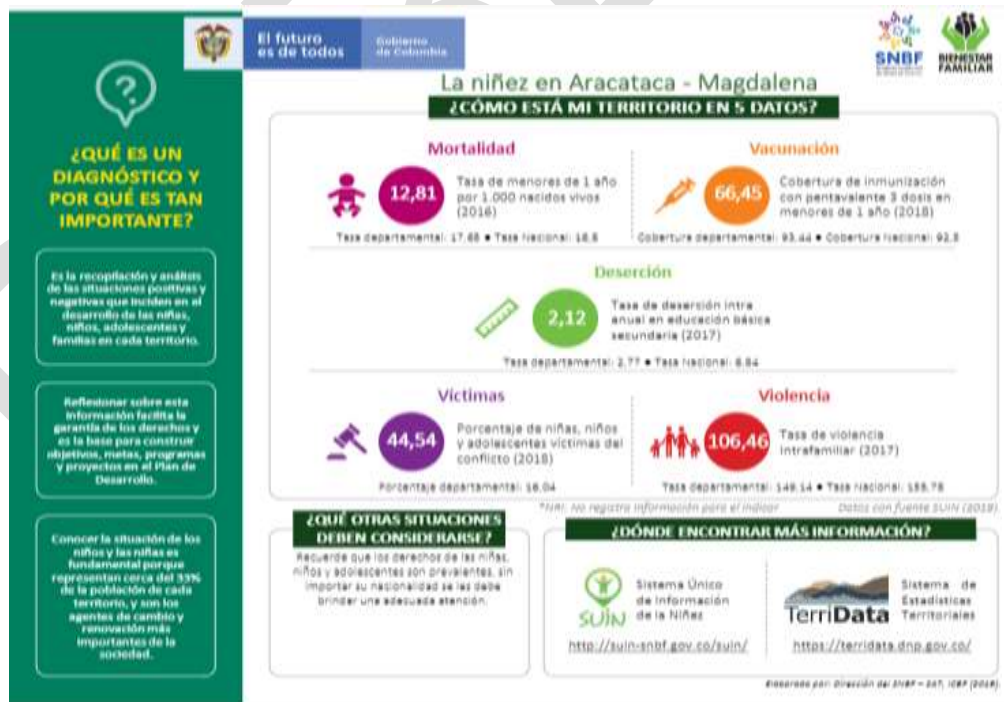 El futuro
es de todos
Gobierno
de Colombia
SNBF
BIENESTAR
FAMILIAR
¿QUÉ ES UN
DIAGNÓSTICO Y
POR QUÉ ES TAN
IMPORTANTE?
Es la recopilación y análisis
de las situaciones positivas y
negativas que inciden en el
desarrollo de las niñas,
niños, adolescentes y
familias en cada territorio.
Reflexionar sobre esta
información facilita la
garantía de los derechos y
es la base para construir
objetivos, metas, programas
y proyectos en el Plan de
Desarrollo.
Conocer la situación de los
niños y las niñas es
fundamental porque
representan cerca del 33%
de la población de cada
territorio, y son los
agentes de cambio y
renovación más
importantes de la
sociedad.
La niñez en Aracataca - Magdalena
¿CÓMO ESTÁ MI TERRITORIO EN 5 DATOS?
Mortalidad
12,81
Tasa de menores de 1 año
por 1.000 nacidos vivos
(2016)
Tasa departamental: 17,68 ● Tasa Nacional: 16,8
Vacunación
66,45
Cobertura de inmunización
con pentavalente 3 dosis en
menores de 1 año (2018)
Cobertura departamental: 93,44 ● Cobertura Nacional: 92,5
Deserción
2,12
Tasa de deserción intra
anual en educación básica
secundaria (2017)
Tasa departamental: 2,77 ● Tasa Nacional:
Víctimas
44,54
Porcentaje de niñas, niños
y adolescentes víctimas del
conflicto (2018)
Porcentaje departamental: 16,04
Violencia
106,46
Tasa de violencia
intrafamiliar (2017)
Tasa departamental: 149,14 ● Tasa Nacional:
No registra información para el indicar
Datos con fuente SUIN (2019).
¿QUÉ OTRAS SITUACIONES
DEBEN CONSIDERARSE?
Recuerde que los derechos de las niñas,
niños y adolescentes son prevalentes, sin
importar su nacionalidad se les debe
brindar una adecuada atención.
¿DÓNDE ENCONTRAR MÁS INFORMACIÓN?
SUIN
Sistema Único
de Información
de la Niñez
http://suin-snbf.gov.co/suin/
TerriData
Sistema de
Estadísticas
Territoriales
https://terridata.dnp.gov.co/
Elaborado por: Dirección del SNBF – SAT, ICBF (2019).